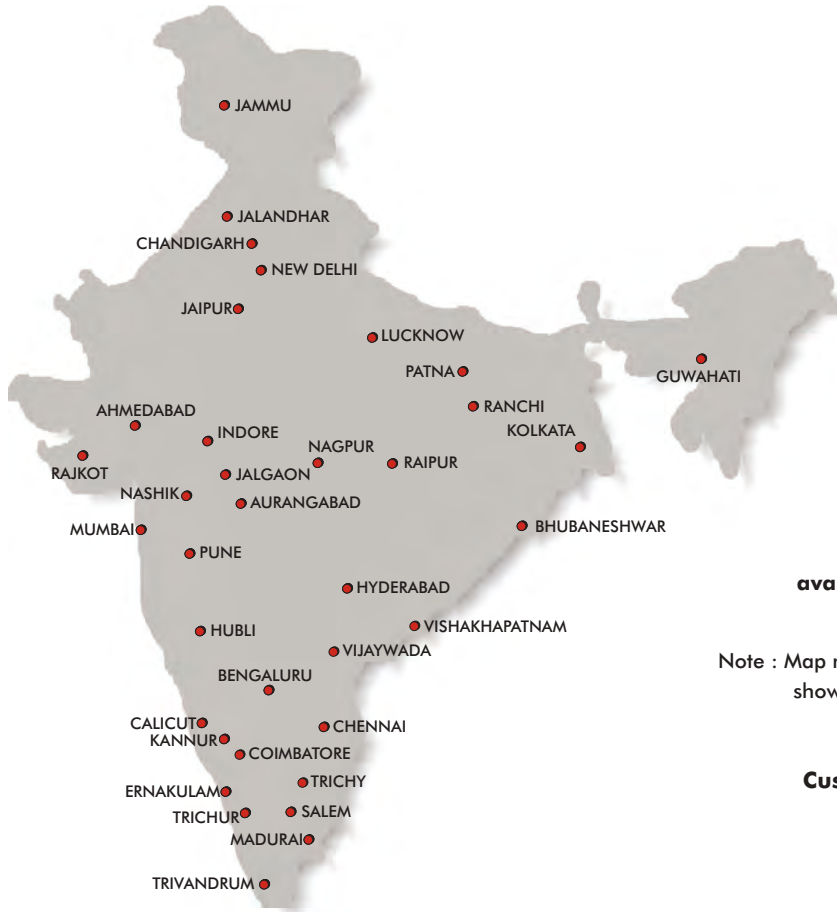 JAMMU
JALANDHAR
CHANDIGARH
NEW DELHI
JAIPUR
LUCKNOW
PATNA
GUWAHATI
RANCHI
AHMEDABAD
KOLKATA
INDORE
NAGPUR
RAIPUR
RAJKOT
JALGAON
NASHIK
AURANGABAD
MUMBAI
BHUBANESHWAR
PUNE
ava
HYDERABAD
VISHAKHAPATNAM
HUBLI
VIJAYWADA
Note : Map
BENGALURU
show
CALICUT
CHENNAI
KANNUR
COIMBATORE
Cus
TRICHY
ERNAKULAM
TRICHUR
SALEM
MADURAI
TRIVANDRUM